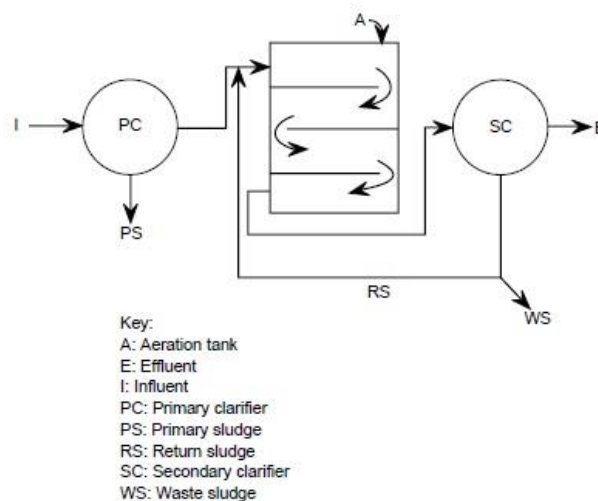 A
I
PC
SC
E
PS
RS
WS
Key:
A: Aeration tank
E: Effluent
I: Influent
PC: Primary clarifier
PS: Primary sludge
RS: Return sludge
SC: Secondary clarifier
WS: Waste sludge